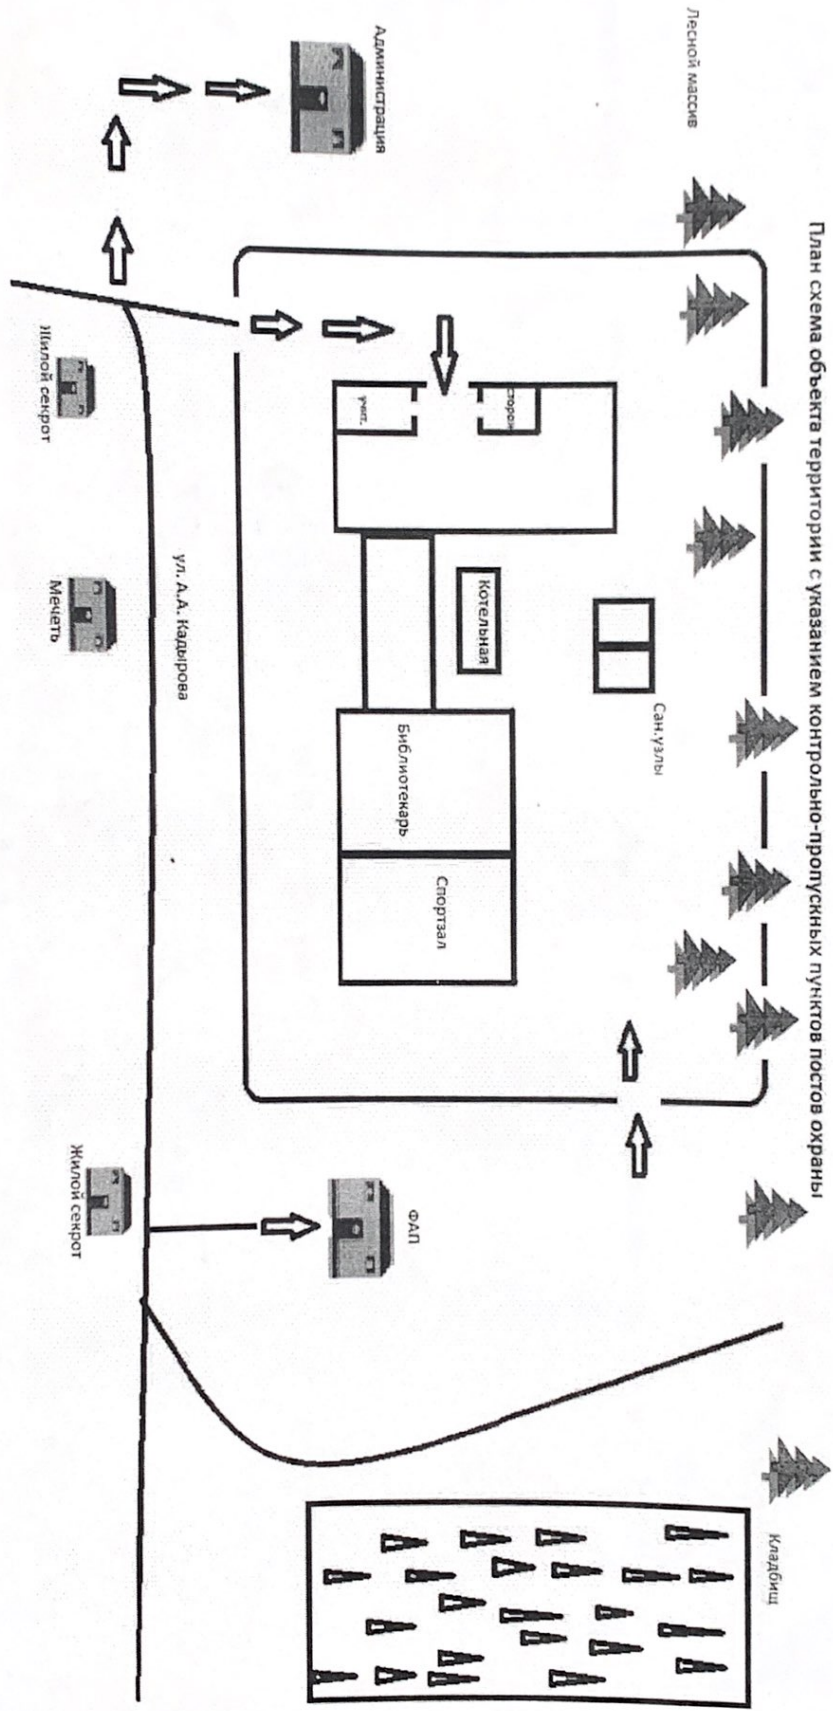 План схема объекта территории с указанием контрольно-пропускных пунктов постов охраны
Лесной массив
Кладбищ
Администрация
Сан.узлы
сторож
Котельная
Спортзал
Библиотекарь
учит.
ФАП
ул. А.А. Кадырова
Жилой секрот
Мечеть
Жилой секрот